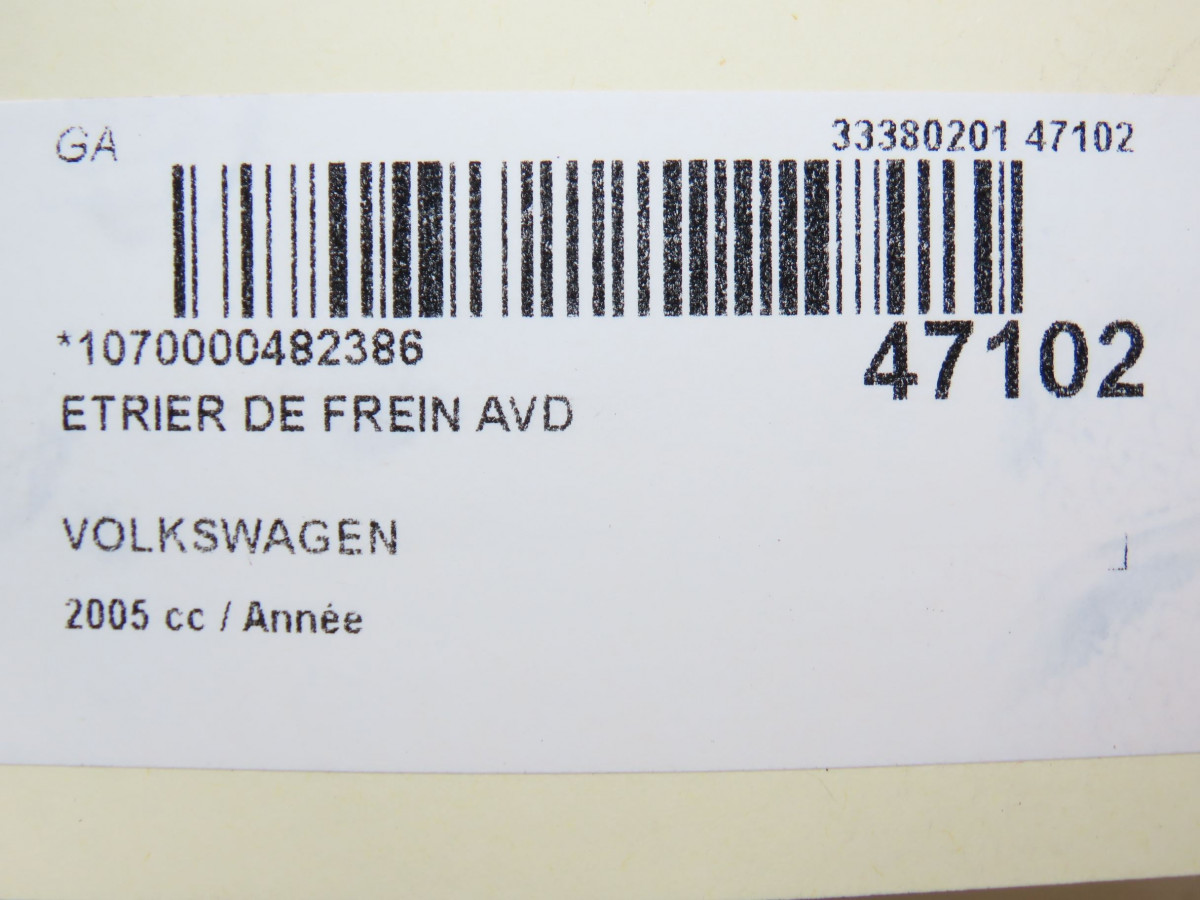 GA
33380201 47102
*1070000482386
47102
ETRIER DE FREIN AVD
VOLKSWAGEN
2005 cc / Année